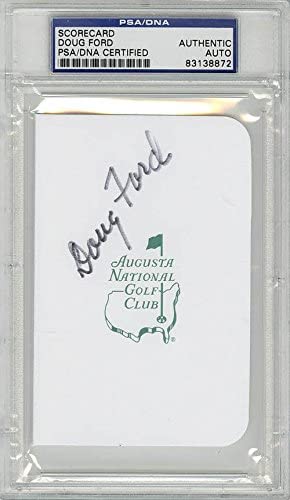 PSA/DNA
SCORECARD
DOUG FORD
PSA/DNA CERTIFIED
AUTHENTIC
AUTO
83138872
Doug Ford
AUGUSTA
NATIONAL
GOLF
CLUB
®